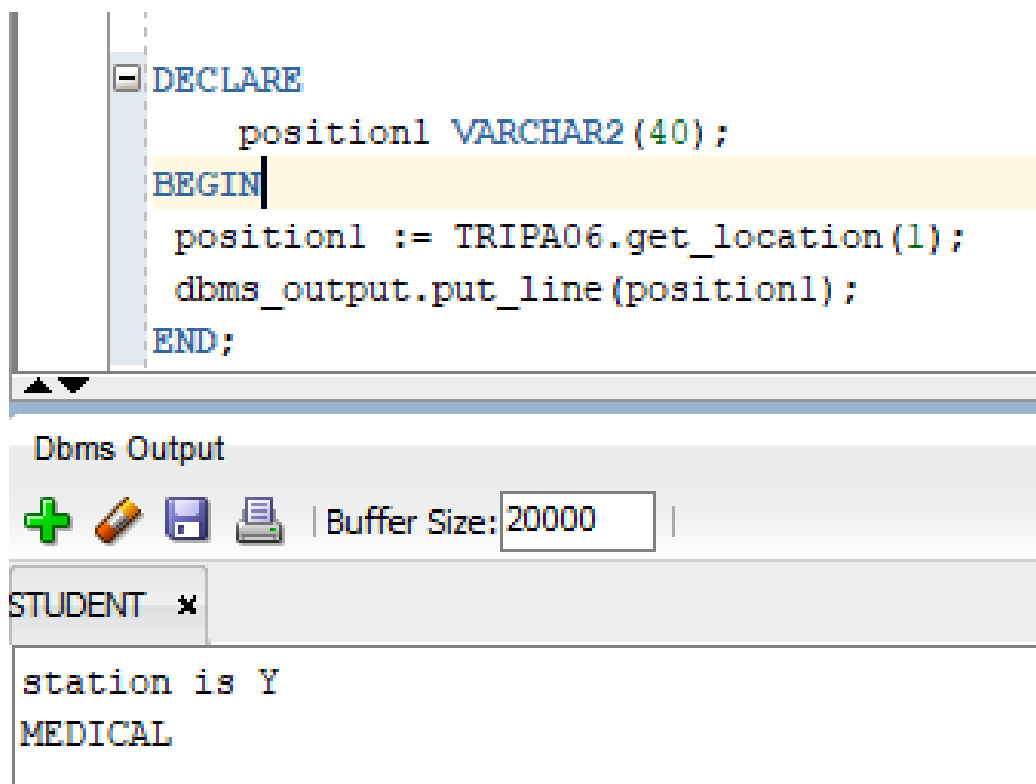 DECLARE
position1 VARCHAR2(40);
BEGIN
position1 := TRIPA06.get_location(1);
dbms_output.put_line(position1);
END;
Dbms Output
Buffer Size: 20000
STUDENT
station is Y
MEDICAL